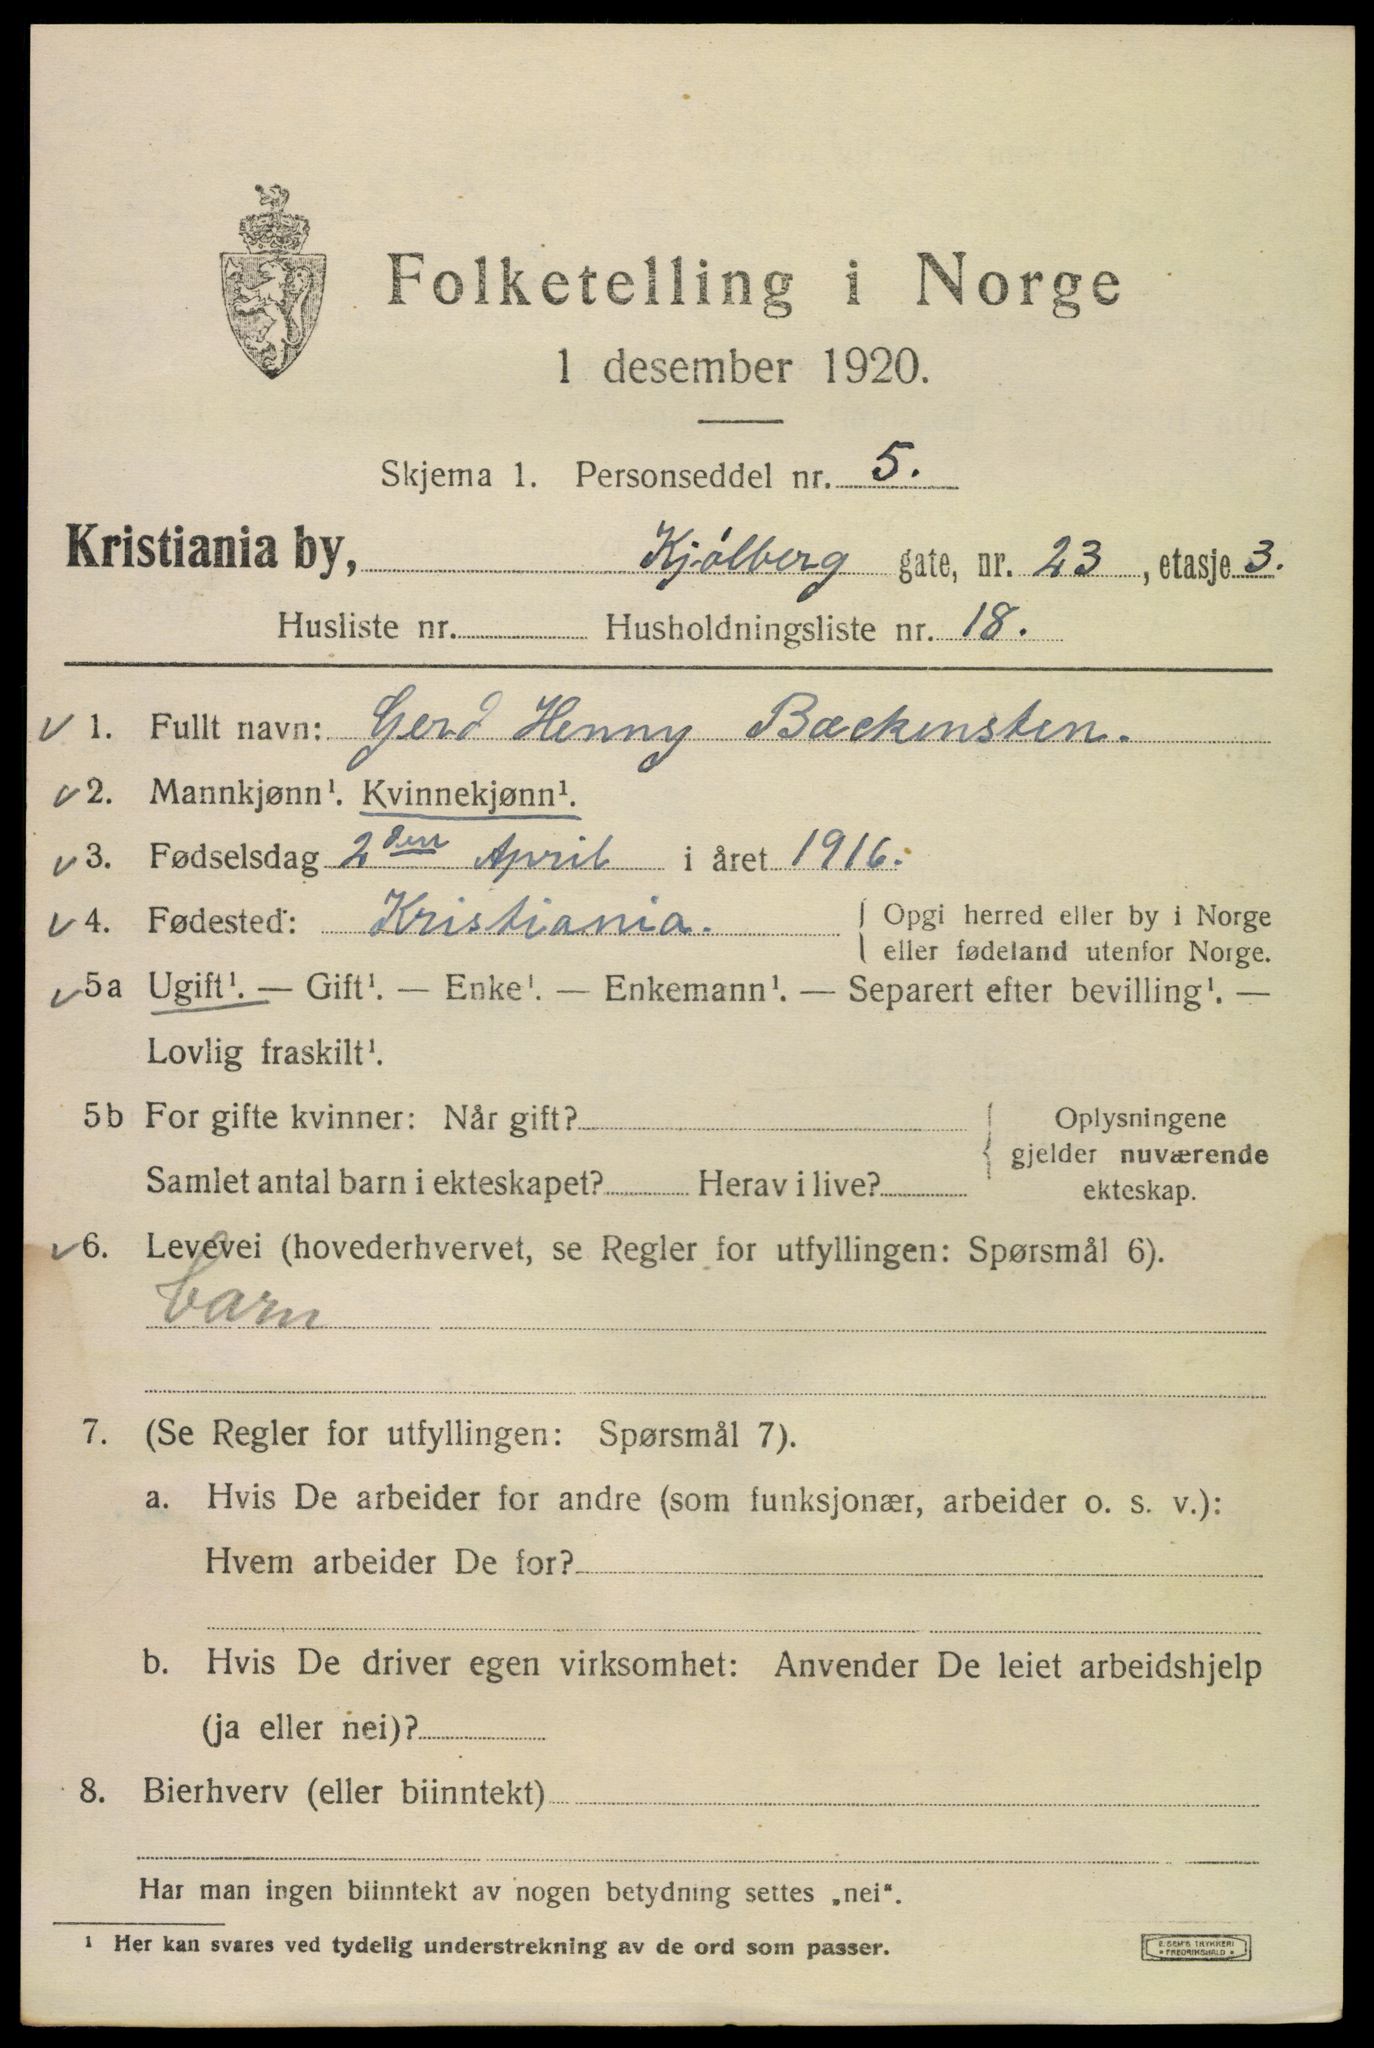 Folketelling i Norge
1 desember 1920.
Skjema 1. Personseddel nr. 5.
Kristiania by, Kjölberg gate, nr. 23, etasje 3.
Husliste nr. Husholdningsliste nr. 18.
1. Fullt navn: Gerd Henny Backensten.
2. Mannkjønn¹. Kvinnekjønn¹.
3. Fødselsdag 2den April i året 1916.
4. Fødested: Kristiania. Opgi herred eller by i Norge
eller fødeland utenfor Norge.
5a Ugift¹. — Gift¹. — Enke¹. — Enkemann¹. — Separert efter bevilling¹. —
Lovlig fraskilt¹.
5b For gifte kvinner: Når gift? Oplysningene
gjelder nuværende
Samlet antal barn i ekteskapet? Herav i live? ekteskap.
6. Levevei (hovederhvervet, se Regler for utfyllingen: Spørsmål 6).
barn
7. (Se Regler for utfyllingen: Spørsmål 7).
a. Hvis De arbeider for andre (som funksjonær, arbeider o. s. v.):
Hvem arbeider De for?
b. Hvis De driver egen virksomhet: Anvender De leiet arbeidshjelp
(ja eller nei)?
8. Bierhverv (eller biinntekt)
Har man ingen biinntekt av nogen betydning settes „nei“.
¹ Her kan svares ved tydelig understrekning av de ord som passer.
E. SEM'S TRYKKERI
FREDRIKSHALD